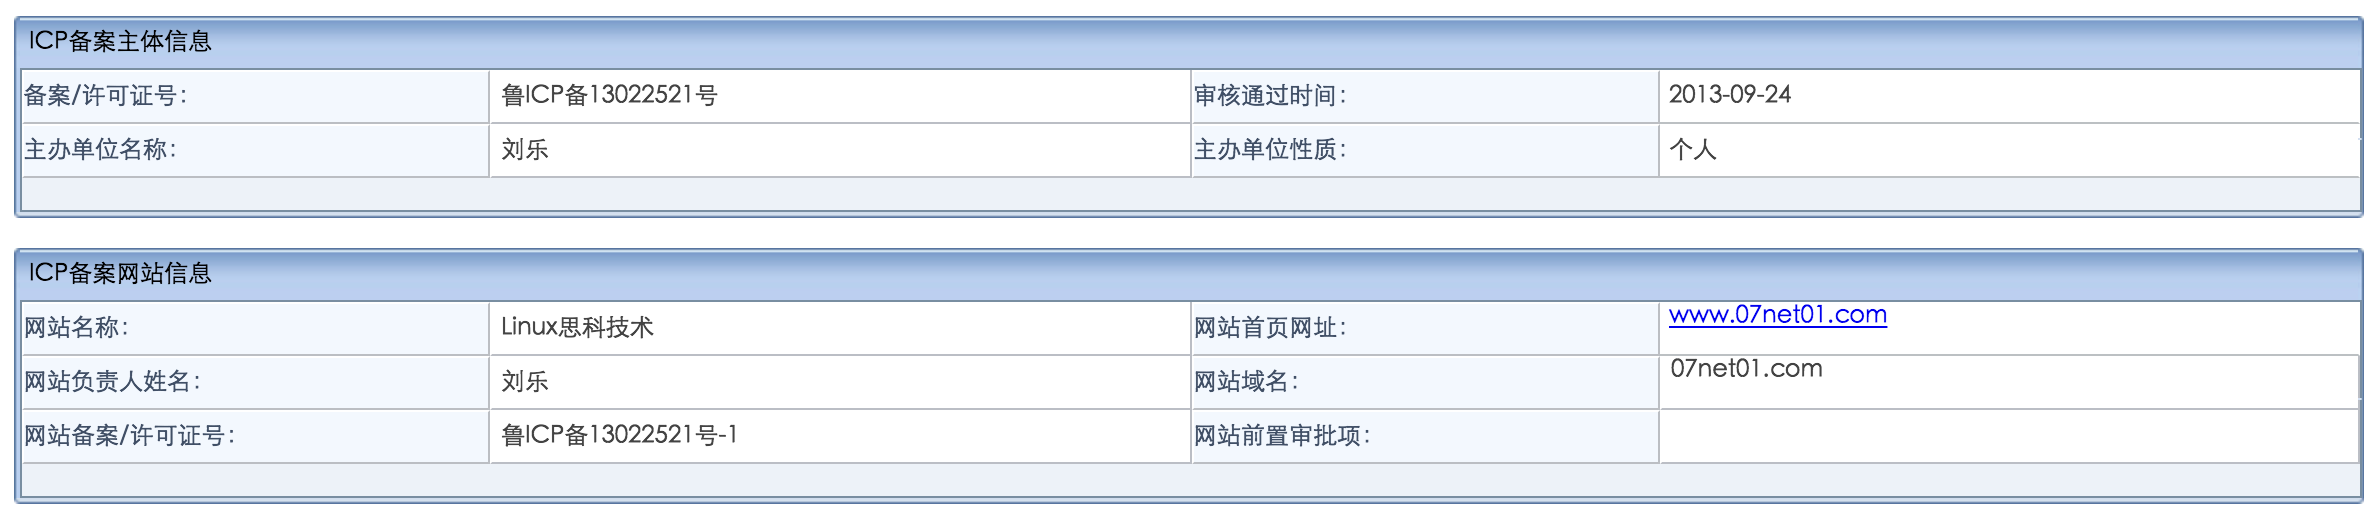 ICP备案主体信息
备案/许可证号： 鲁ICP备13022521号 审核通过时间： 2013-09-24
主办单位名称： 刘乐 主办单位性质： 个人
ICP备案网站信息
网站名称： Linux思科技术 网站首页网址： www.07net01.com
网站负责人姓名： 刘乐 网站域名： 07net01.com
网站备案/许可证号： 鲁ICP备13022521号-1 网站前置审批项：